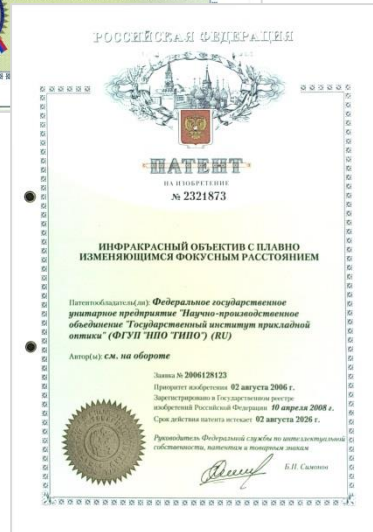 РОССИЙСКАЯ ФЕДЕРАЦИЯ
ПАТЕНТ
НА ИЗОБРЕТЕНИЕ
№ 2321873
ИНФРАКРАСНЫЙ ОБЪЕКТИВ С ПЛАВНО
ИЗМЕНЯЮЩИМСЯ ФОКУСНЫМ РАССТОЯНИЕМ
Патентообладатель(ли): Федеральное государственное
унитарное предприятие "Научно-производственное
объединение "Государственный институт прикладной
оптики" (ФГУП "НПО "ГИПО") (RU)
Автор(ы): см. на обороте
Заявка № 2006128123
Приоритет изобретения 02 августа 2006 г.
Зарегистрировано в Государственном реестре
изобретений Российской Федерации 10 апреля 2008 г.
Срок действия патента истекает 02 августа 2026 г.
Руководитель Федеральной службы по интеллектуальной
собственности, патентам и товарным знакам
Б.П. Симонов